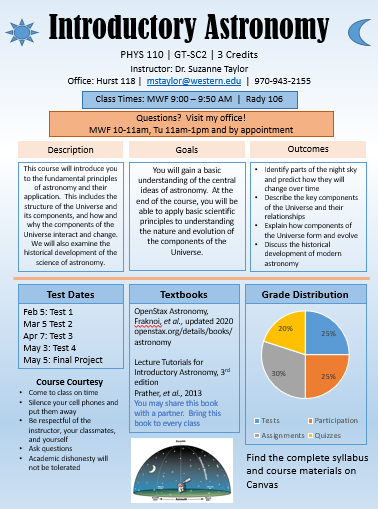 Introductory Astronomy
PHYS 110 | GT-SC2 | 3 Credits
Instructor: Dr. Suzanne Taylor
Office: Hurst 118 | mstaylor@western.edu | 970-943-2155
Class Times: MWF 9:00 – 9:50 AM | Rady 106
Questions? Visit my office!
MWF 10-11am, Tu 11am-1pm and by appointment
Description
This course will introduce you
to the fundamental principles
of astronomy and their
application. This includes the
structure of the Universe and
its components, and how and
why the components of the
Universe interact and change.
We will also examine the
historical development of the
science of astronomy.
Goals
You will gain a basic
understanding of the central
ideas of astronomy. At the
end of the course, you will be
able to apply basic scientific
principles to understanding
the nature and evolution of
the components of the
Universe.
Outcomes
• Identify parts of the night sky
and predict how they will
change over time
• Describe the key components
of the Universe and their
relationships
• Explain how components of
the Universe form and evolve
• Discuss the historical
development of modern
astronomy
Test Dates
Feb 5: Test 1
Mar 5 Test 2
Apr 7: Test 3
May 3: Test 4
May 5: Final Project
Course Courtesy
• Come to class on time
• Silence your cell phones and
put them away
• Be respectful of the
instructor, your classmates,
and yourself
• Ask questions
• Academic dishonesty will
not be tolerated
Textbooks
OpenStax Astronomy,
Fraknoi, et al., updated 2020
openstax.org/details/books/
astronomy
Lecture Tutorials for
Introductory Astronomy, 3rd
edition
Prather, et al., 2013
You may share this book
with a partner. Bring this
book to every class
Grade Distribution
20%
25%
30%
25%
Tests
Participation
Assignments
Quizzes
Find the complete syllabus
and course materials on
Canvas